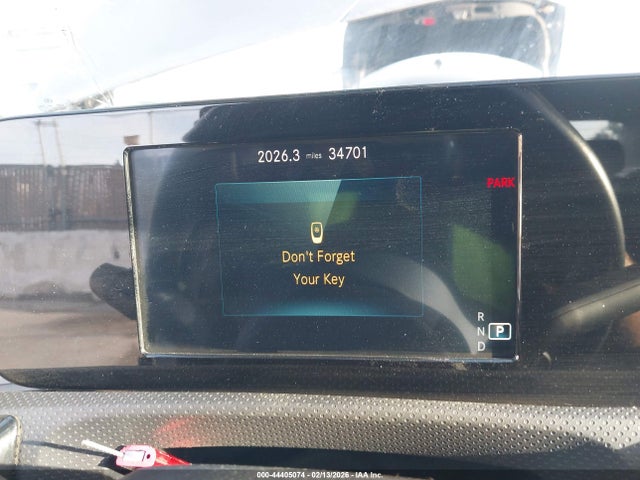 2026.3 miles 34701
PARK
Don't Forget
Your Key
R
N P
D
000-44405074 - 02/13/2026 - IAA Inc.